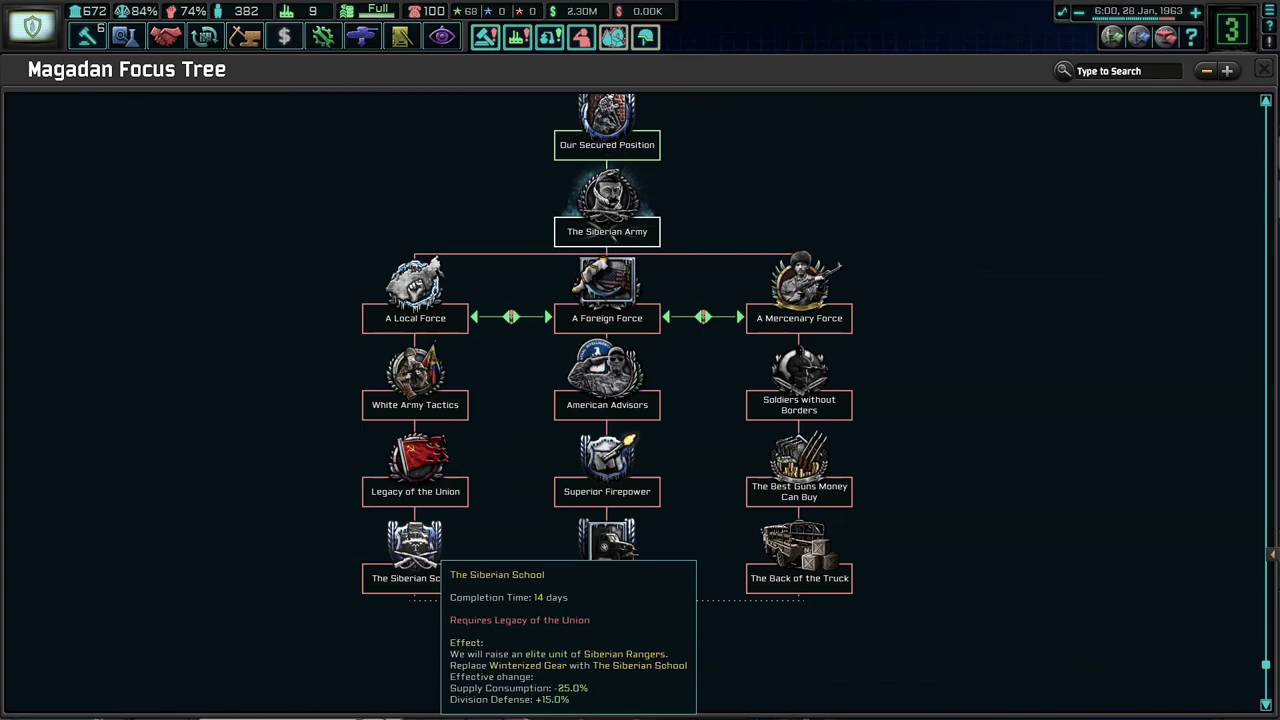 672 84% 74% 382 9 Full 100 68 0 0 2.30M 0.00K
6:00, 28 Jan, 1963
3
6
Magadan Focus Tree
Type to Search
Our Secured Position
The Siberian Army
A Local Force
A Foreign Force
A Mercenary Force
White Army Tactics
American Advisors
Soldiers without
Borders
Legacy of the Union
Superior Firepower
The Best Guns Money
Can Buy
The Siberian Sc
The Back of the Truck
The Siberian School
Completion Time: 14 days
Requires Legacy of the Union
Effect:
We will raise an elite unit of Siberian Rangers.
Replace Winterized Gear with The Siberian School
Effective change:
Supply Consumption: -25.0%
Division Defense: +15.0%